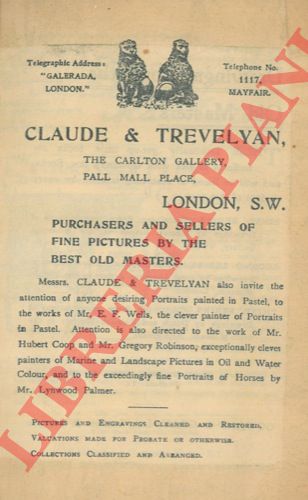 Telegraphic Address:
"GALERADA,
LONDON."
Telephone No.
1117,
MAYFAIR.
CLAUDE & TREVELYAN,
THE CARLTON GALLERY,
PALL MALL PLACE,
LONDON, S.W.
PURCHASERS AND SELLERS OF
FINE PICTURES BY THE
BEST OLD MASTERS.
Messrs. CLAUDE & TREVELYAN also invite the
attention of anyone desiring Portraits painted in Pastel, to
the works of Mr. E. F. Wells, the clever painter of Portraits
in Pastel. Attention is also directed to the work of Mr.
Hubert Coop and Mr. Gregory Robinson, exceptionally clever
painters of Marine and Landscape Pictures in Oil and Water
Colour, and to the exceedingly fine Portraits of Horses by
Mr. Lynwood Palmer.
PICTURES AND ENGRAVINGS CLEANED AND RESTORED,
VALUATIONS MADE FOR PROBATE OR OTHERWISE.
COLLECTIONS CLASSIFIED AND ARRANGED.
LIBRERIA PIANI